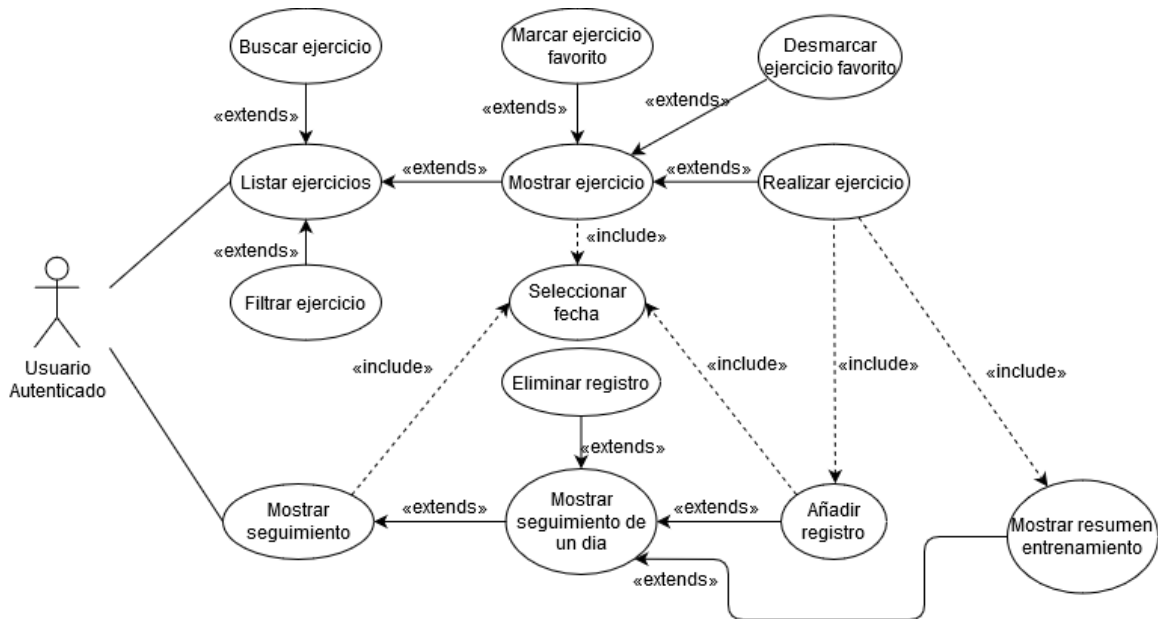 Buscar ejercicio
Marcar ejercicio
favorito
Desmarcar
ejercicio favorito
«extends»
«extends»
«extends»
Listar ejercicios
«extends»
Mostrar ejercicio
«extends»
Realizar ejercicio
«extends»
«include»
Filtrar ejercicio
Seleccionar
fecha
Usuario
Autenticado
«include»
«include»
«include»
«include»
Eliminar registro
«extends»
Mostrar
seguimiento
«extends»
Mostrar
seguimiento de
un dia
«extends»
Añadir
registro
Mostrar resumen
entrenamiento
«extends»